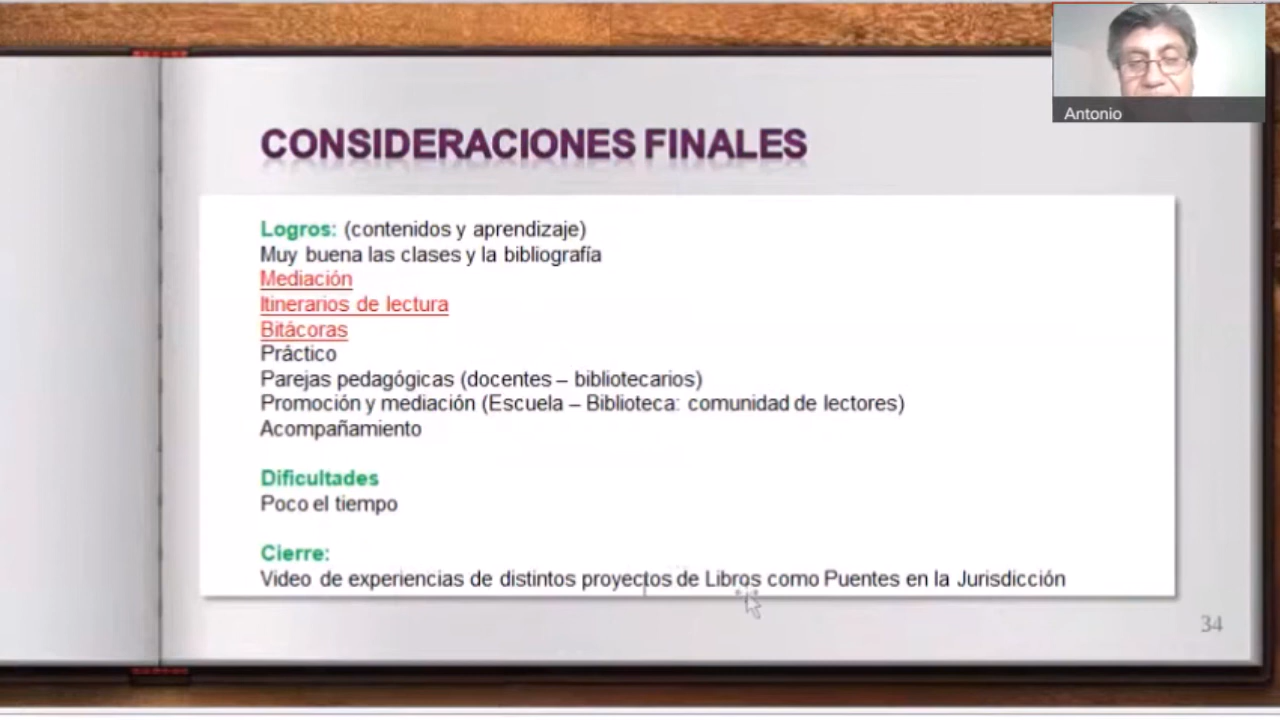 Antonio
CONSIDERACIONES FINALES
Logros: (contenidos y aprendizaje)
Muy buena las clases y la bibliografía
Mediación
Itinerarios de lectura
Bitácoras
Práctico
Parejas pedagógicas (docentes – bibliotecarios)
Promoción y mediación (Escuela – Biblioteca: comunidad de lectores)
Acompañamiento
Dificultades
Poco el tiempo
Cierre:
Video de experiencias de distintos proyectos de Libros como Puentes en la Jurisdicción
34